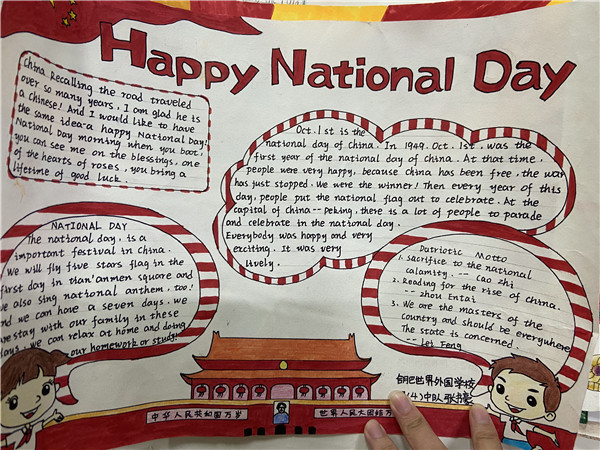 Happy National Day
China Recalling the road traveled
over so many years, I am glad he is
a Chinese! And I would like to have
the same idea-a happy National Day!
National Day morning when you boot,
you can see me on the blessings, one
of the hearts of roses, you bring a
lifetime of good luck.
Oct. 1st is the
national day of china. In 1949. Oct. 1st. was the
first year of the national day of china. At that time,
people were very happy, because China has been free, the war
has just stopped. we were the winner! Then every year of this
day, people put the national flag out to celebrate. At the
capital of china -- peking, there is a lot of people to parade
and celebrate in the national day.
Everybody was happy and very
exciting. It was very
lively.
NATIONAL DAY
The national day, is a
important festival in China.
We will fly five stars flag in the
first day in tian'anmen square and
we also sing national anthem, too!
and we can have a seven days. we
we stay with our family in these
days. we can relax at home and doing
our homework or study!
Patriotic Motto
1. Sacrifice to the national
calamity. -- Cao zhi
2. Reading for the rise of china.
-- zhou Entai
3. We are the masters of the
country and should be everywhere
The state is concerned.
-- Lei Feng
合肥世界外国学校
(4)中队
中华人民共和国万岁
世界人民大团结万